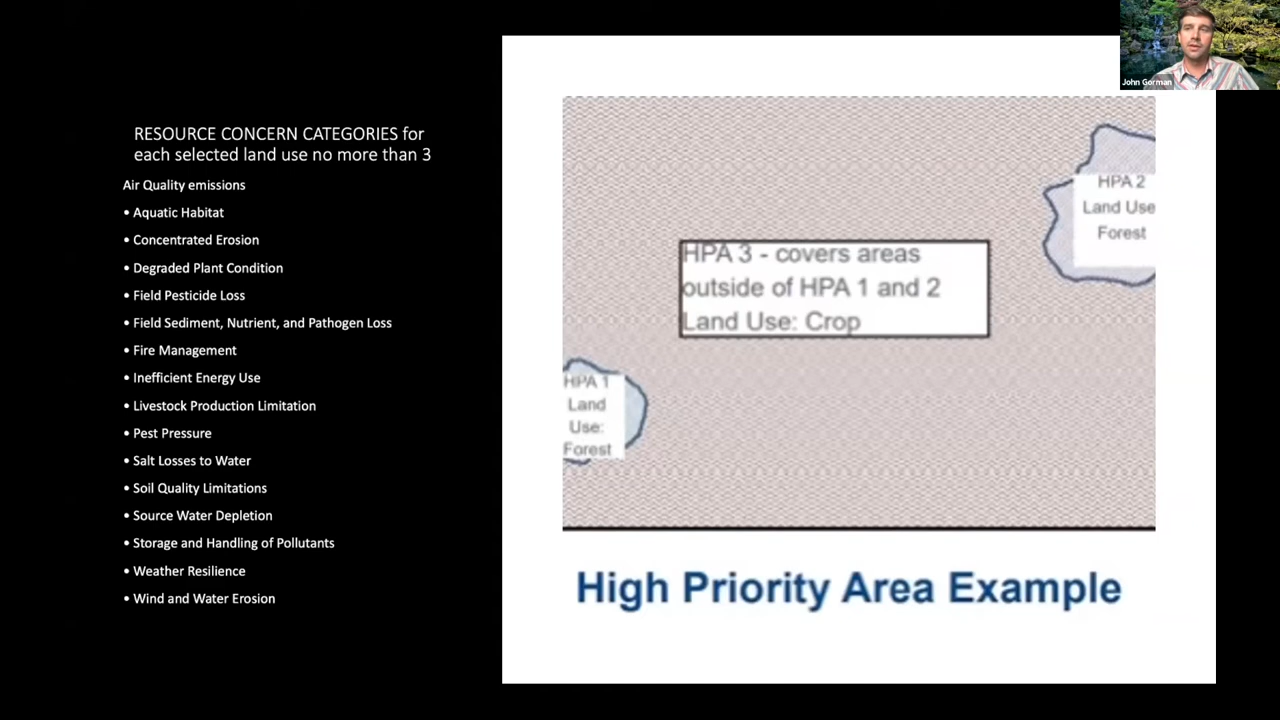 RESOURCE CONCERN CATEGORIES for
each selected land use no more than 3
Air Quality emissions
• Aquatic Habitat
• Concentrated Erosion
• Degraded Plant Condition
• Field Pesticide Loss
• Field Sediment, Nutrient, and Pathogen Loss
• Fire Management
• Inefficient Energy Use
• Livestock Production Limitation
• Pest Pressure
• Salt Losses to Water
• Soil Quality Limitations
• Source Water Depletion
• Storage and Handling of Pollutants
• Weather Resilience
• Wind and Water Erosion
HPA 2
Land Use
Forest
HPA 3 - covers areas
outside of HPA 1 and 2
Land Use: Crop
HPA 1
Land
Use:
Forest
High Priority Area Example
John Gorman